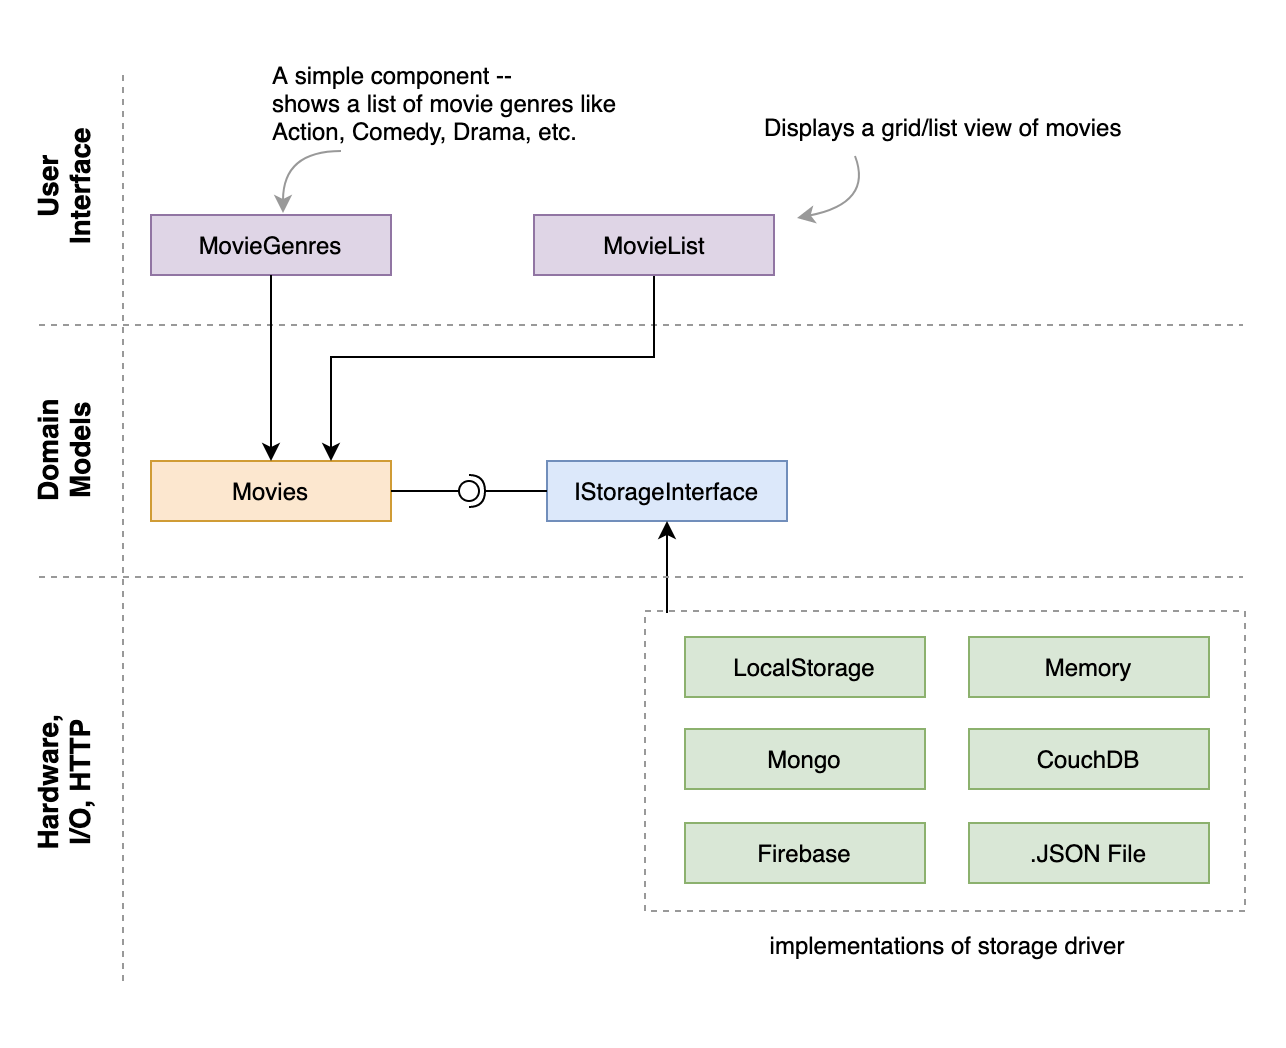 A simple component --
shows a list of movie genres like
Action, Comedy, Drama, etc.
Displays a grid/list view of movies
User
Interface
MovieGenres
MovieList
Domain
Models
Movies
IStorageInterface
Hardware,
I/O, HTTP
LocalStorage
Memory
Mongo
CouchDB
Firebase
.JSON File
implementations of storage driver